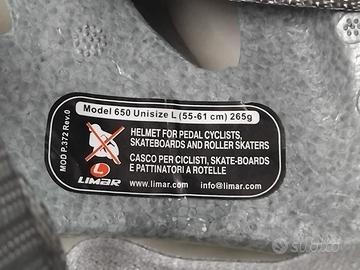 Model 650 Unisize L (55-61 cm) 265g
MOD P.372 Rev.0
HELMET FOR PEDAL CYCLISTS,
SKATEBOARDS AND ROLLER SKATERS
CASCO PER CICLISTI, SKATE-BOARDS
E PATTINATORI A ROTELLE
LIMAR
www.limar.com info@limar.com
subito